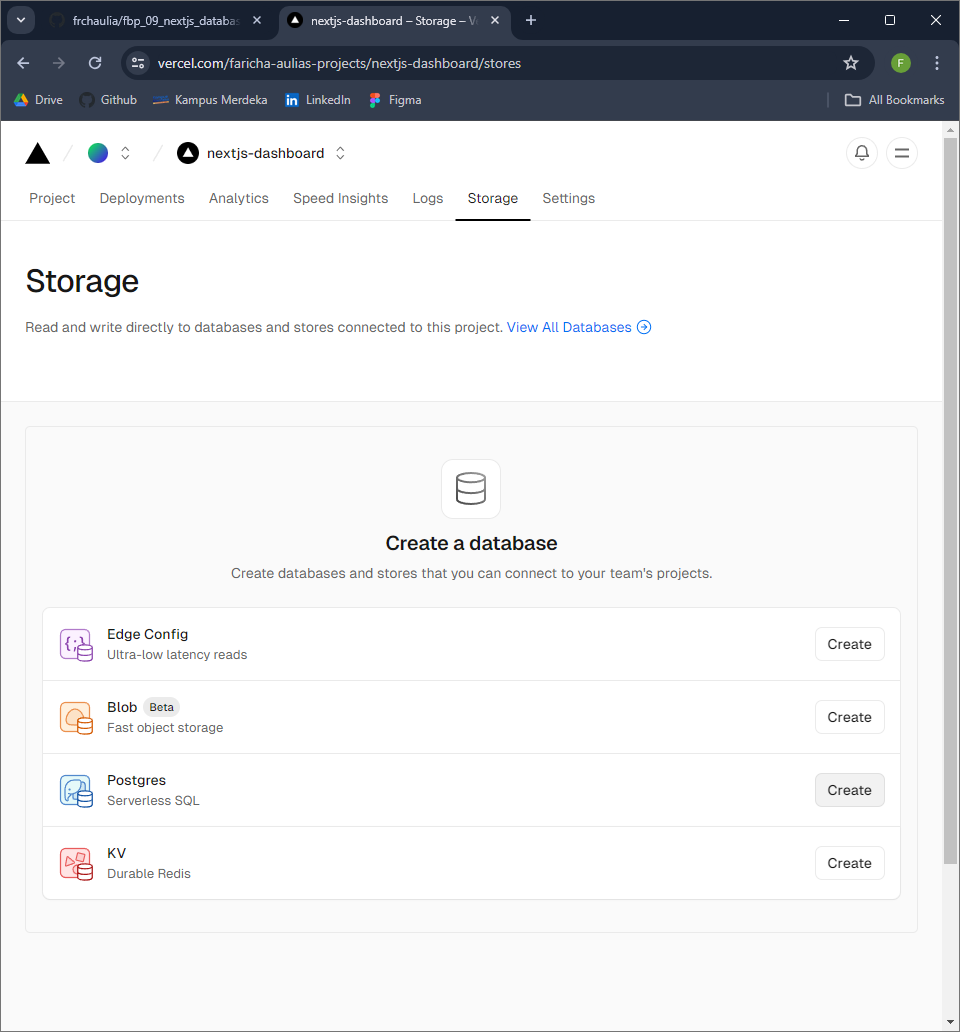 frchaulia/fbp_09_nextjs_databas
nextjs-dashboard – Storage – Ve
vercel.com/faricha-aulias-projects/nextjs-dashboard/stores
F
Drive
Github
Kampus Merdeka
LinkedIn
Figma
All Bookmarks
nextjs-dashboard
Project
Deployments
Analytics
Speed Insights
Logs
Storage
Settings
Storage
Read and write directly to databases and stores connected to this project. View All Databases
Create a database
Create databases and stores that you can connect to your team's projects.
Edge Config
Ultra-low latency reads
Create
Blob Beta
Fast object storage
Create
Postgres
Serverless SQL
Create
KV
Durable Redis
Create